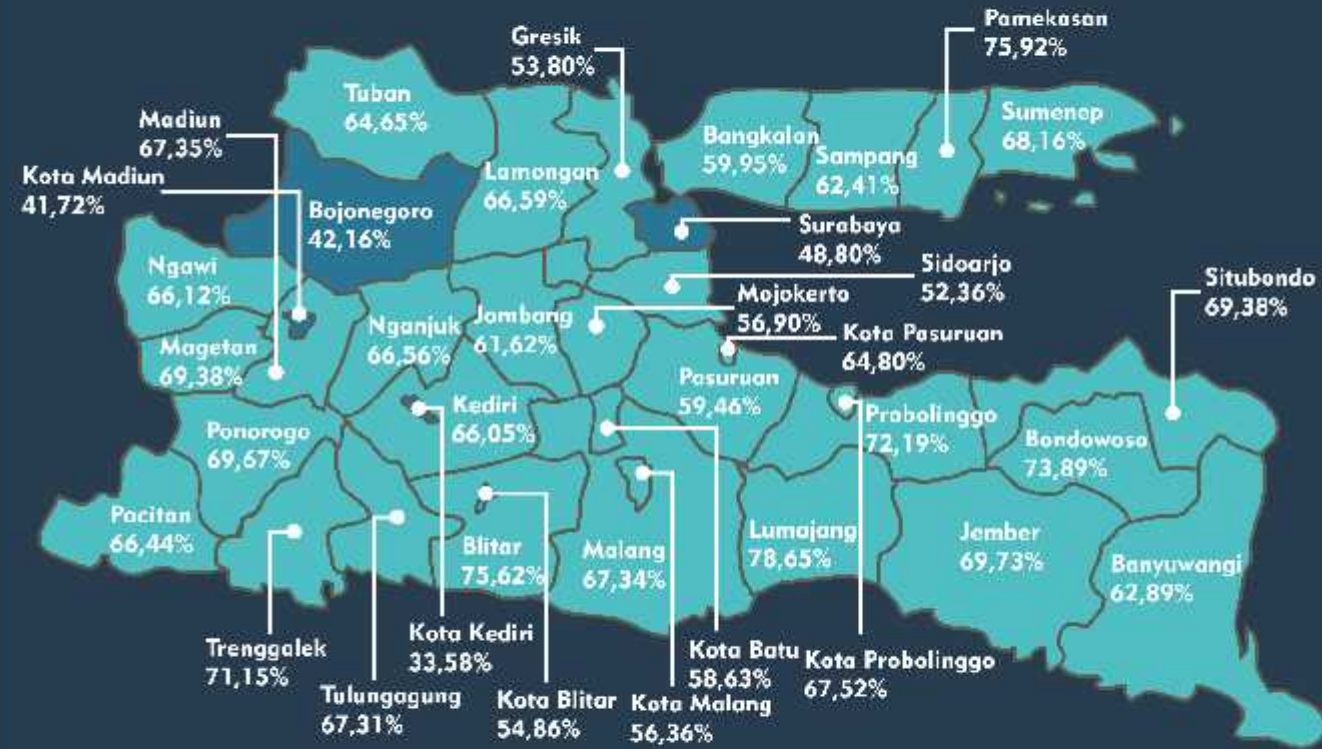 Pamekasan
75,92%
Gresik
53,80%
Tuban
64,65%
Sumenep
68,16%
Madiun
67,35%
Bangkalan
59,95%
Sampang
62,41%
Kota Madiun
41,72%
Lamongan
66,59%
Bojonegoro
42,16%
Surabaya
48,80%
Ngawi
66,12%
Sidoarjo
52,36%
Situbondo
69,38%
Mojokerto
56,90%
Nganjuk
66,56%
Jombang
61,62%
Kota Pasuruan
64,80%
Magetan
69,38%
Pasuruan
59,46%
Kediri
66,05%
Probolinggo
72,19%
Ponorogo
69,67%
Bondowoso
73,89%
Pacitan
66,44%
Blitar
75,62%
Malang
67,34%
Lumajang
78,65%
Jember
69,73%
Banyuwangi
62,89%
Trenggalek
71,15%
Kota Kediri
33,58%
Kota Batu
58,63%
Kota Probolinggo
67,52%
Tulungagung
67,31%
Kota Blitar
54,86%
Kota Malang
56,36%